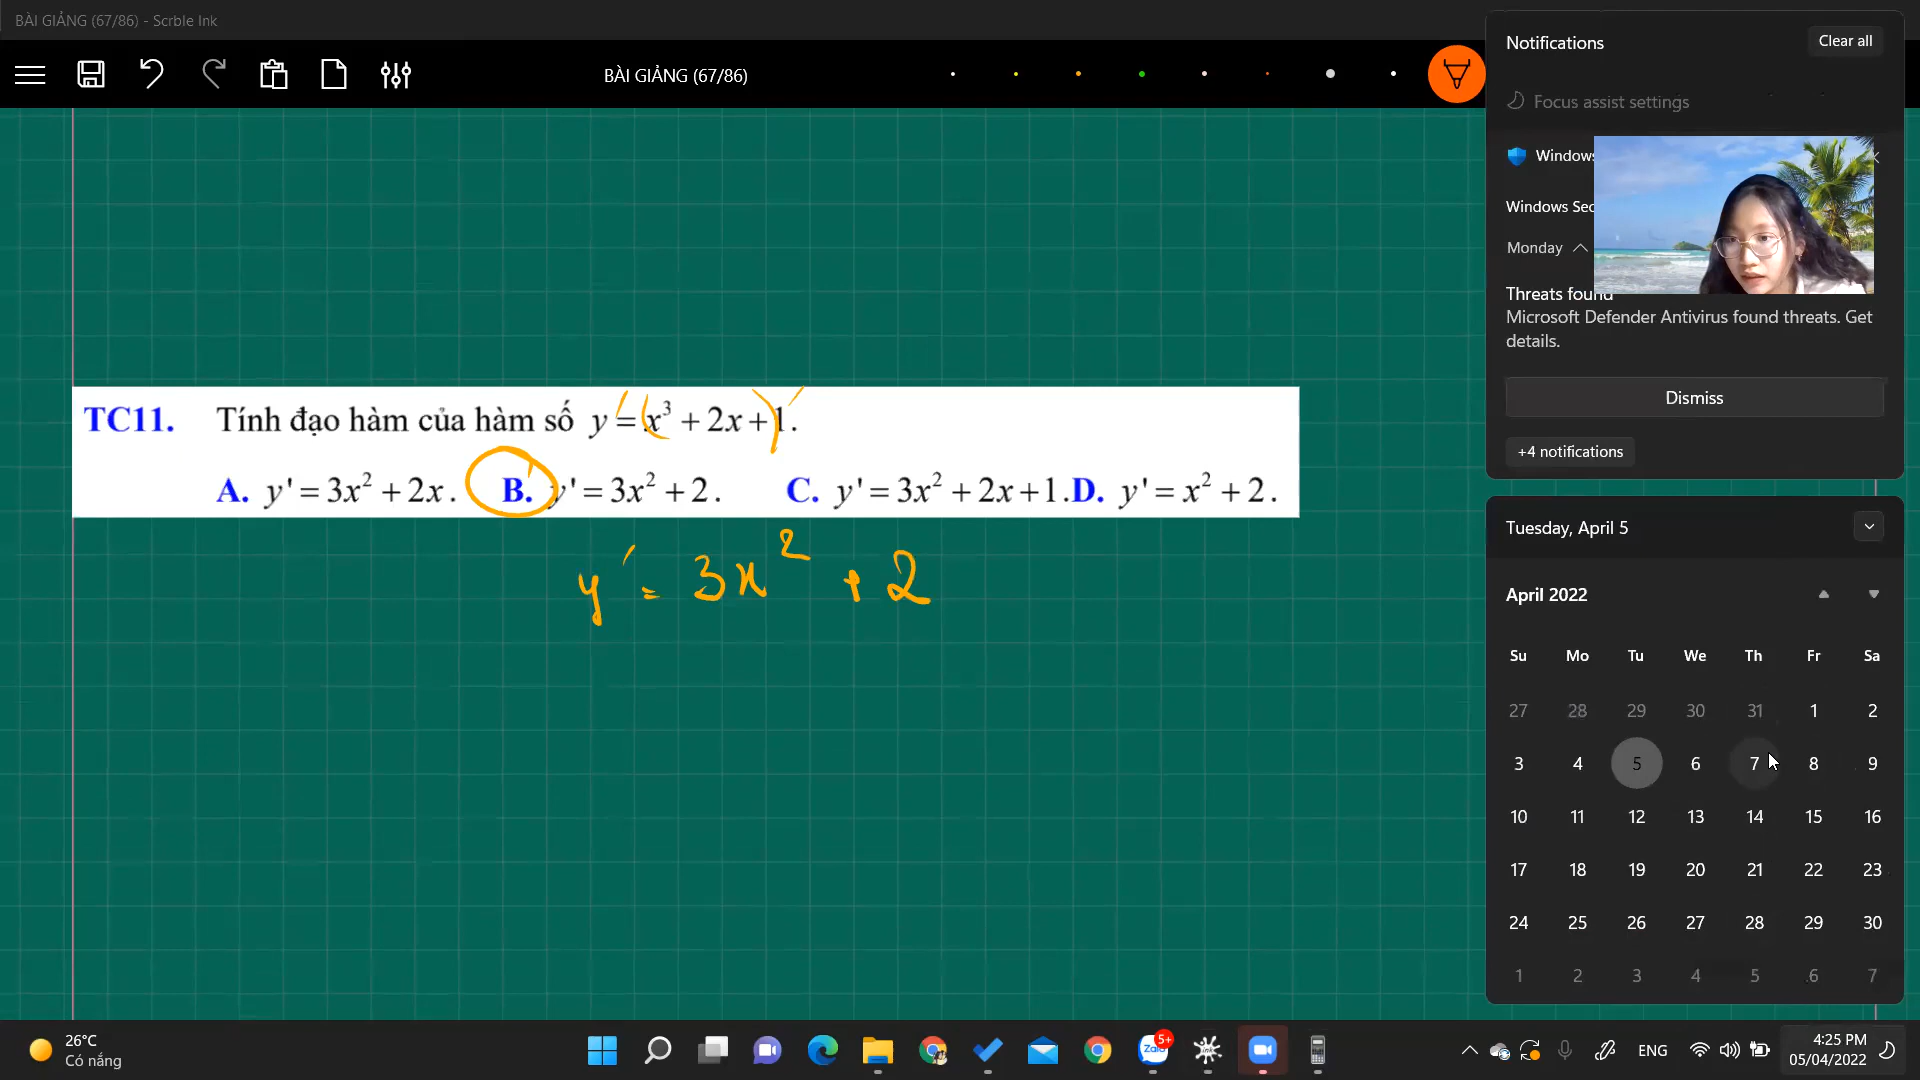 BÀI GIẢNG (67/86) - Scrble Ink
BÀI GIẢNG (67/86)
TC11. Tính đạo hàm của hàm số y = x³ + 2x + 1.
A. y' = 3x² + 2x. B. y' = 3x² + 2. C. y' = 3x² + 2x + 1. D. y' = x² + 2.
y' = 3x² + 2
Notifications
Clear all
Focus assist settings
Windows
Windows Sec
Monday
Threats found
Microsoft Defender Antivirus found threats. Get
details.
Dismiss
+4 notifications
Tuesday, April 5
April 2022
Su Mo Tu We Th Fr Sa
27 28 29 30 31 1 2
3 4 5 6 7 8 9
10 11 12 13 14 15 16
17 18 19 20 21 22 23
24 25 26 27 28 29 30
1 2 3 4 5 6 7
26°C
Có nắng
Zalo
5+
ENG
4:25 PM
05/04/2022